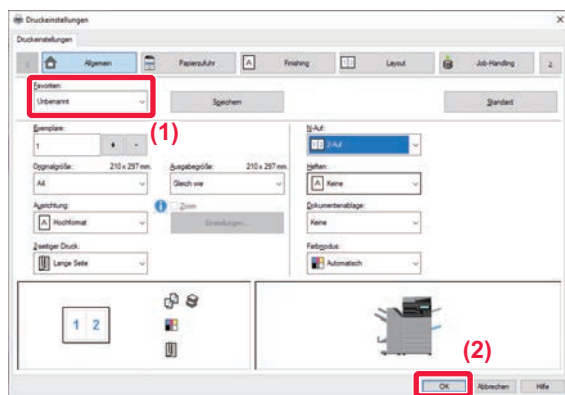 Druckeinstellungen
Druckeinstellungen
Allgemein Papierzufuhr Finishing Layout Job-Handling
Favoriten:
Unbenannt Speichern Standard
(1)
Exemplare: N-Auf:
1 + - 2-Auf
Originalgröße: 210 x 297 mm. Ausgabegröße: 210 x 297 mm. Heften:
A4 Gleich wie Keine
Ausrichtung: Zoom Dokumentenablage:
Hochformat Einstellungen... Keine
2-seitiger Druck: Farbmodus:
Lange Seite Automatisch
1 2
(2)
OK Abbrechen Hilfe